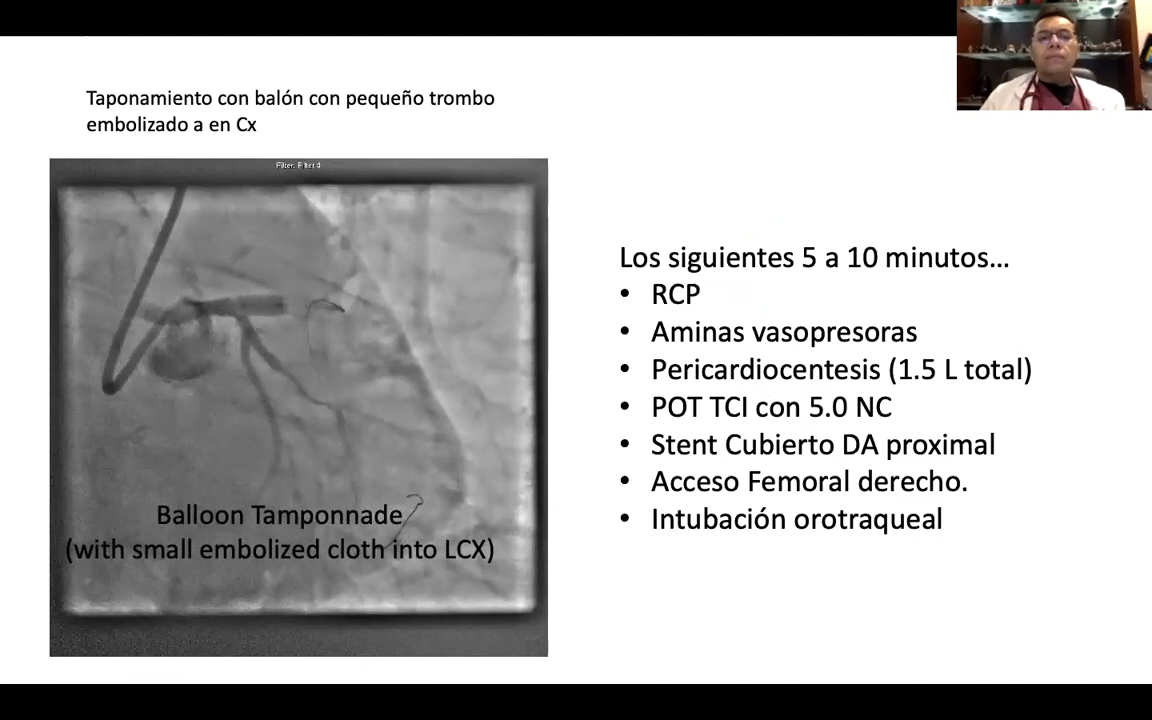 Taponamiento con balón con pequeño trombo
embolizado a en Cx
Filter: Filter 4
Balloon Tamponnade
(with small embolized cloth into LCX)
Los siguientes 5 a 10 minutos...
• RCP
• Aminas vasopresoras
• Pericardiocentesis (1.5 L total)
• POT TCI con 5.0 NC
• Stent Cubierto DA proximal
• Acceso Femoral derecho.
• Intubación orotraqueal